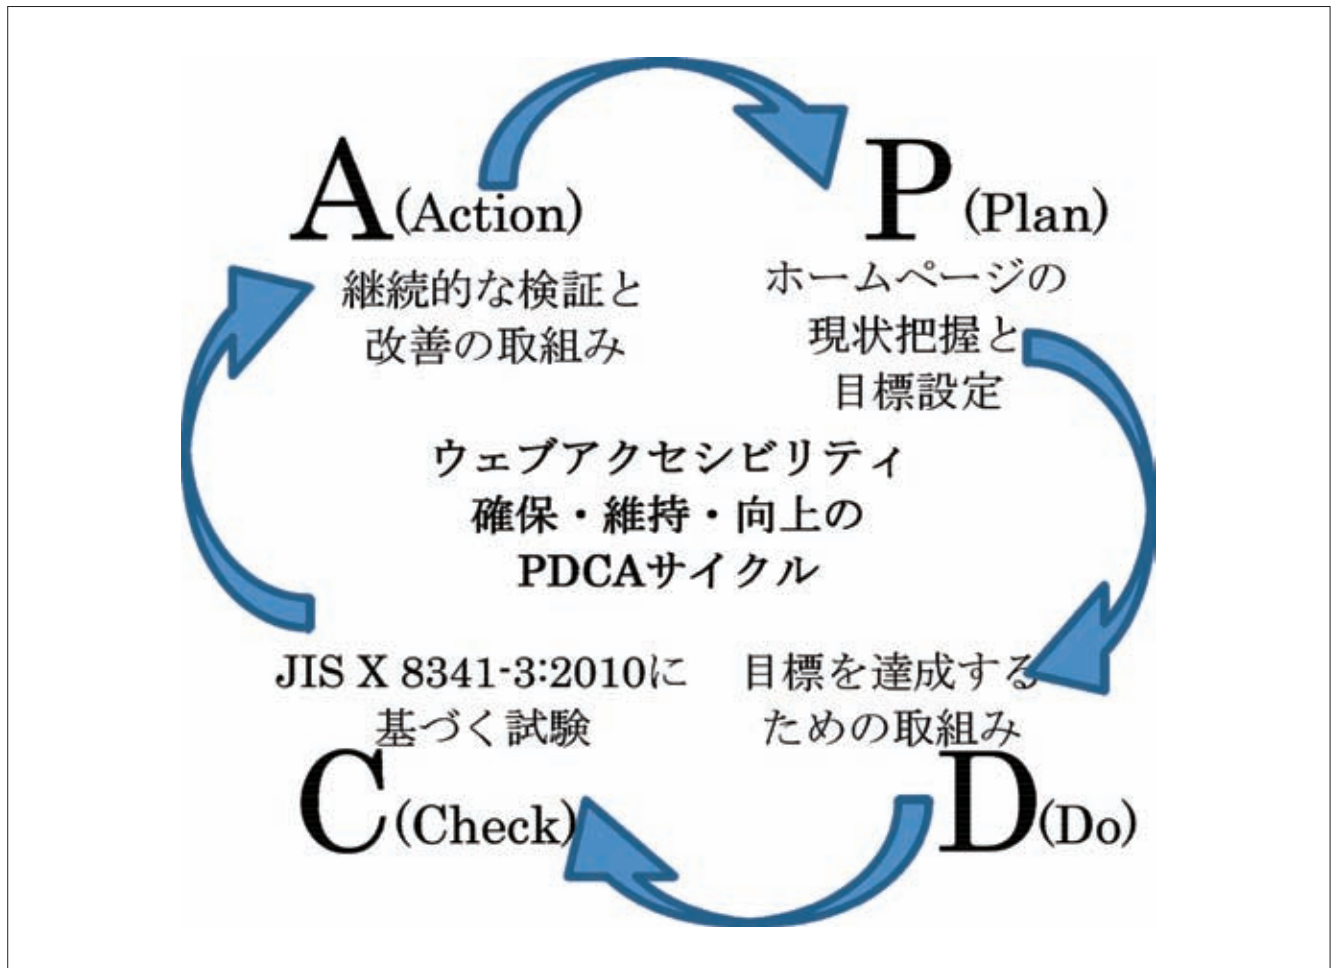 A(Action)
継続的な検証と
改善の取組み
P(Plan)
ホームページの
現状把握と
目標設定
ウェブアクセシビリティ
確保・維持・向上の
PDCAサイクル
JIS X 8341-3:2010に
基づく試験
C(Check)
目標を達成する
ための取組み
D(Do)